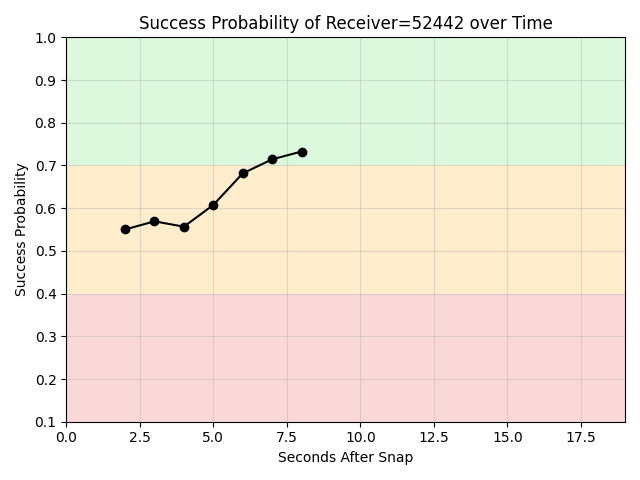 Success Probability of Receiver=52442 over Time
1.0
0.9
0.8
0.7
0.6
0.5
0.4
0.3
0.2
0.1
Success Probability
0.0 2.5 5.0 7.5 10.0 12.5 15.0 17.5
Seconds After Snap